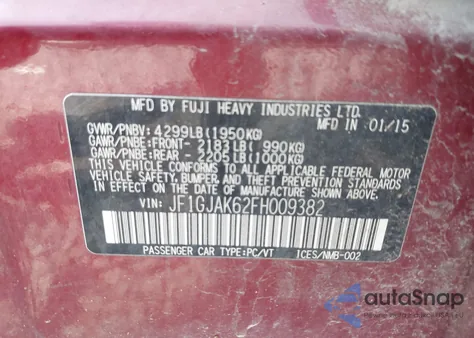 MFD BY FUJI HEAVY INDUSTRIES LTD.
GVWR/PNBV: 4299LB(1950KG) MFD IN 01/15
GAWR/PNBE: FRONT- 2183LB( 990KG)
GAWR/PNBE: REAR - 2205LB(1000KG)
THIS VEHICLE CONFORMS TO ALL APPLICABLE FEDERAL MOTOR
VEHICLE SAFETY, BUMPER, AND THEFT PREVENTION STANDARDS
IN EFFECT ON THE DATE OF MANUFACTURE SHOWN ABOVE.
VIN: JF1GJAK62FH009382
PASSENGER CAR TYPE:PC/VT ICES/NMB-002
autoSnap